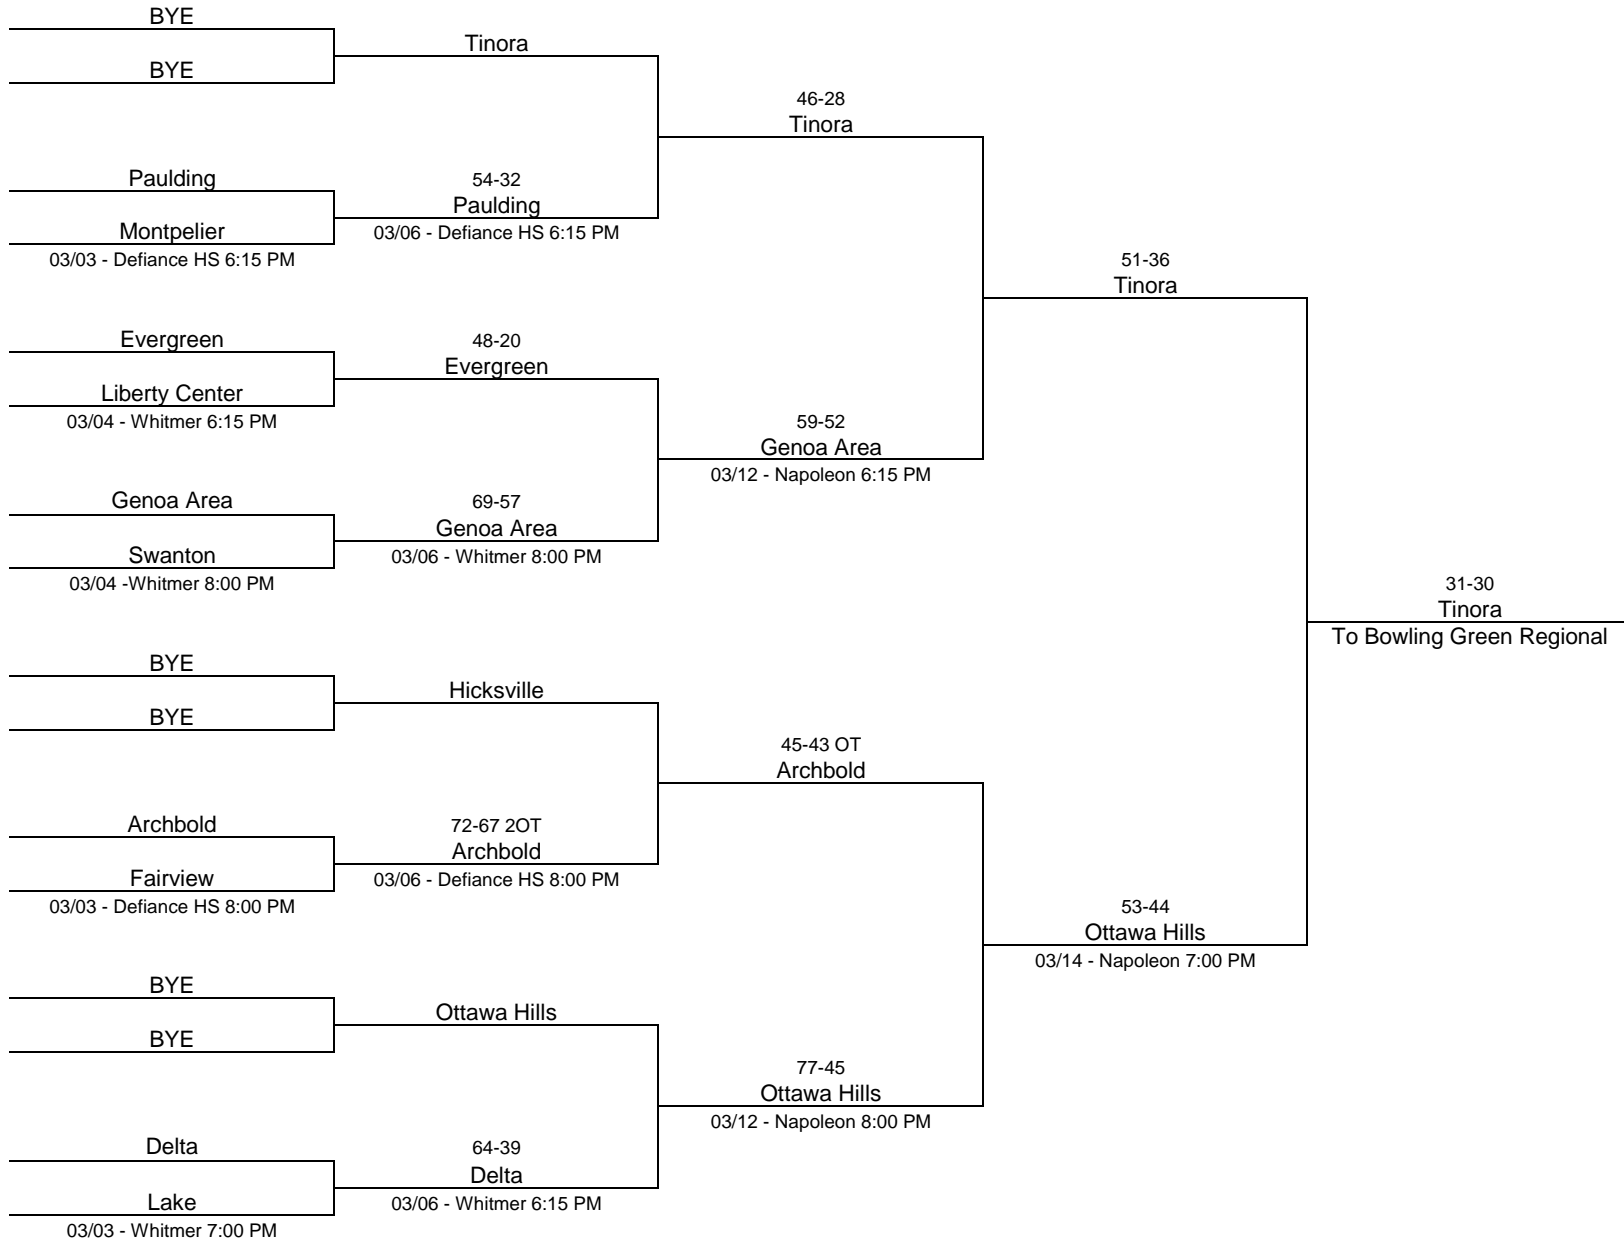 BYE
BYE
Tinora
Paulding
Montpelier
03/03 - Defiance HS 6:15 PM
54-32
Paulding
03/06 - Defiance HS 6:15 PM
46-28
Tinora
Evergreen
Liberty Center
03/04 - Whitmer 6:15 PM
48-20
Evergreen
Genoa Area
Swanton
03/04 -Whitmer 8:00 PM
69-57
Genoa Area
03/06 - Whitmer 8:00 PM
59-52
Genoa Area
03/12 - Napoleon 6:15 PM
51-36
Tinora
BYE
BYE
Hicksville
Archbold
Fairview
03/03 - Defiance HS 8:00 PM
72-67 2OT
Archbold
03/06 - Defiance HS 8:00 PM
45-43 OT
Archbold
BYE
BYE
Ottawa Hills
Delta
Lake
03/03 - Whitmer 7:00 PM
64-39
Delta
03/06 - Whitmer 6:15 PM
77-45
Ottawa Hills
03/12 - Napoleon 8:00 PM
53-44
Ottawa Hills
03/14 - Napoleon 7:00 PM
31-30
Tinora
To Bowling Green Regional